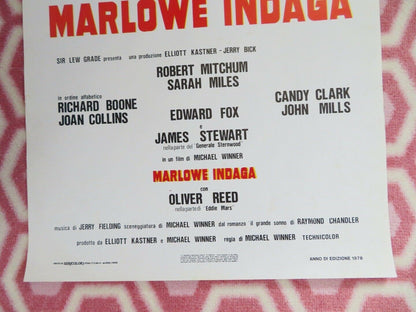 MARLOWE INDAGA
SIR LEW GRADE presenta una produzione ELLIOTT KASTNER - JERRY BICK
ROBERT MITCHUM
SARAH MILES
in ordine alfabetico
RICHARD BOONE
JOAN COLLINS
EDWARD FOX
CANDY CLARK
JOHN MILLS
e
JAMES STEWART
nella parte del "Generale Sternwood"
in un film di MICHAEL WINNER
MARLOWE INDAGA
con
OLIVER REED
nella parte di Eddie Mars
musica di JERRY FIELDING sceneggiatura di MICHAEL WINNER dal romanzo il grande sonno di RAYMOND CHANDLER
prodotto da ELLIOTT KASTNER e MICHAEL WINNER regia di MICHAEL WINNER TECHNICOLOR
ANNO DI EDIZIONE 1978